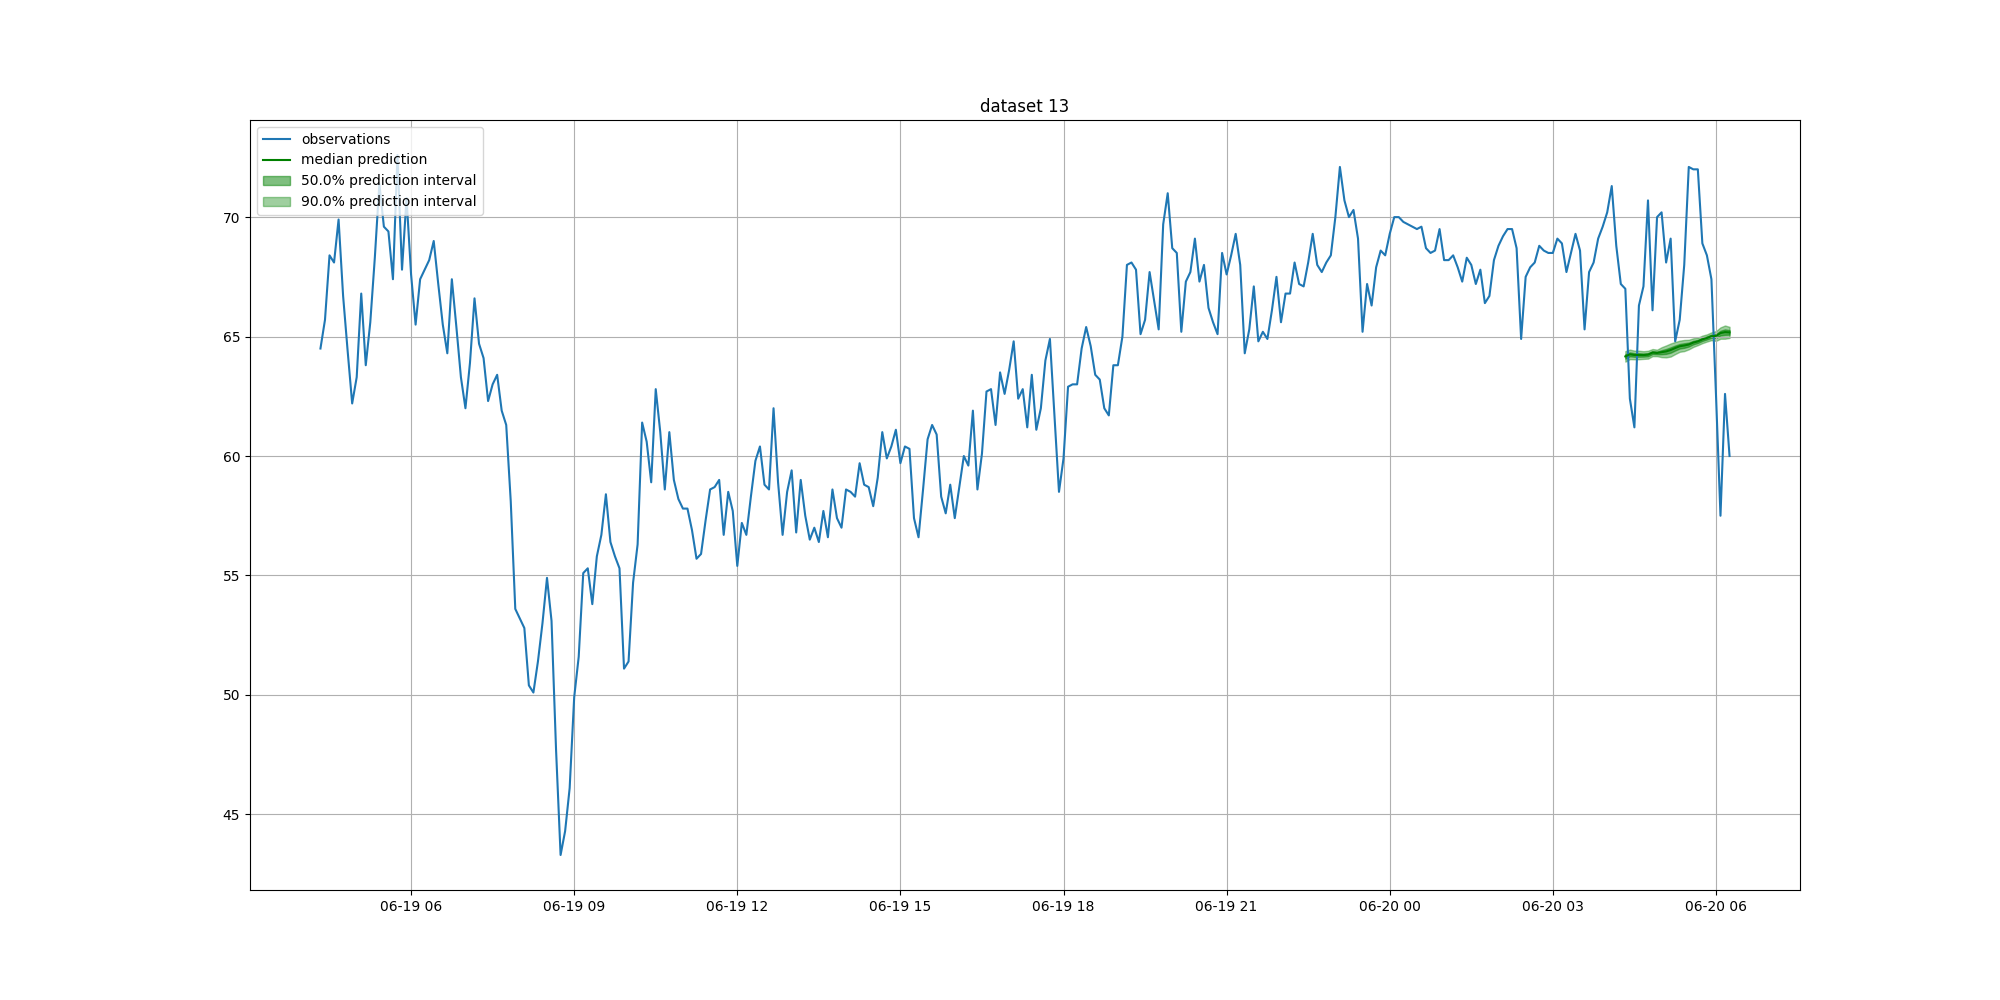 dataset 13
observations
median prediction
50.0% prediction interval
90.0% prediction interval
70
65
60
55
50
45
06-19 06 06-19 09 06-19 12 06-19 15 06-19 18 06-19 21 06-20 00 06-20 03 06-20 06